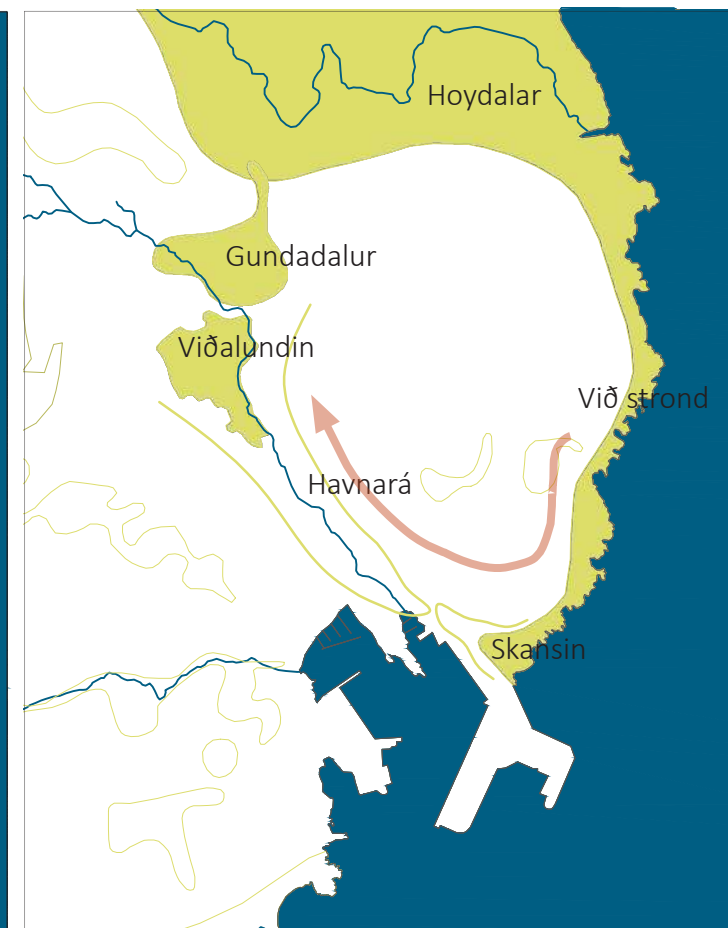 Hoydalar
Gundadalur
Viðalundin
Við strond
Havnará
Skansin